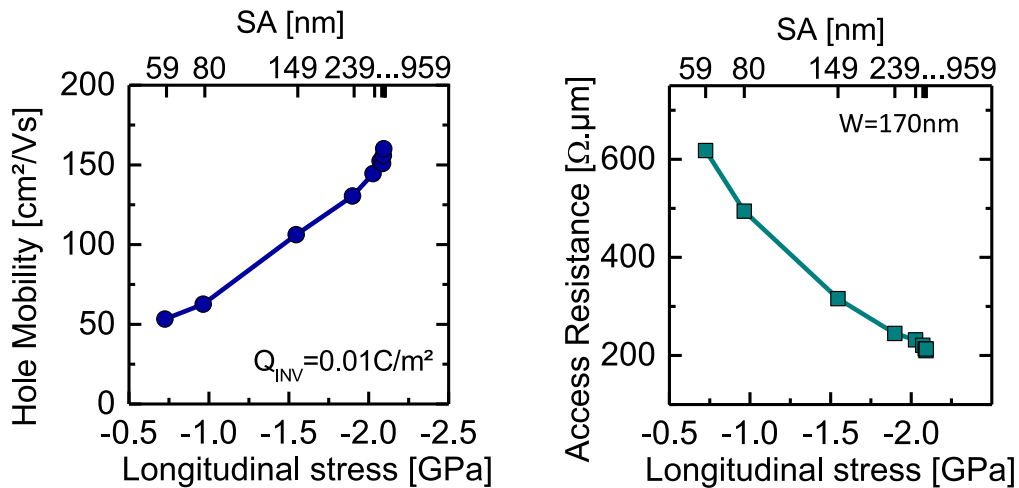 SA [nm]
59 80 149 239 ...959
200
150
100
50
0
Hole Mobility [cm²/Vs]
Q_INV=0.01C/m²
-0.5 -1.0 -1.5 -2.0 -2.5
Longitudinal stress [GPa]
SA [nm]
59 80 149 239 ...959
W=170nm
600
400
200
Access Resistance [Ω.µm]
-0.5 -1.0 -1.5 -2.0
Longitudinal stress [GPa]